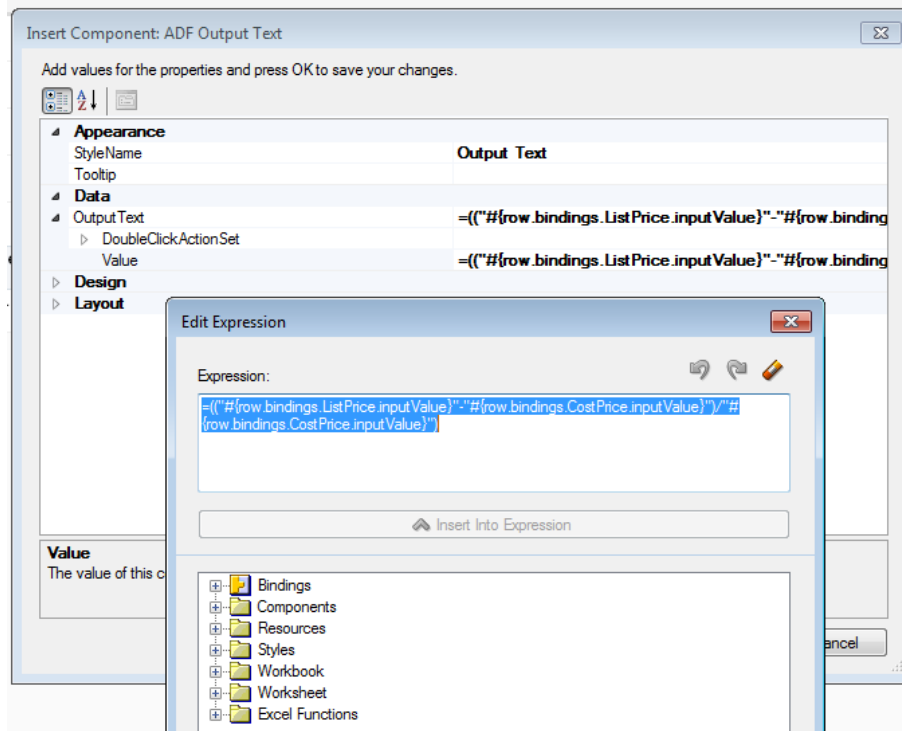 Insert Component: ADF Output Text
Add values for the properties and press OK to save your changes.
Appearance
StyleName Output Text
Tooltip
Data
OutputText =(("#{row.bindings.ListPrice.inputValue}"-"#{row.binding
DoubleClickActionSet
Value =(("#{row.bindings.ListPrice.inputValue}"-"#{row.binding
Design
Layout
Edit Expression
Expression:
=(("#{row.bindings.ListPrice.inputValue}"-"#{row.bindings.CostPrice.inputValue}")/"#
{row.bindings.CostPrice.inputValue}")
Insert Into Expression
Value
The value of this c
Bindings
Components
Resources
Styles
Workbook
Worksheet
Excel Functions
ancel